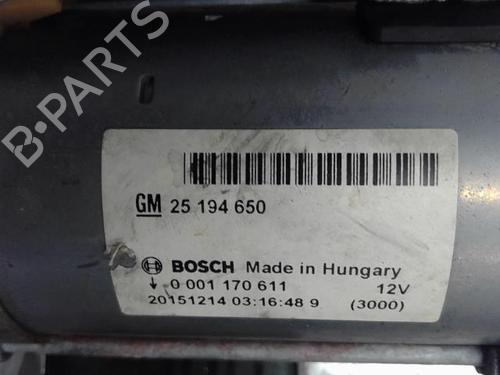 GM 25 194 650
BOSCH Made in Hungary
0 001 170 611 12V
20151214 03:16:48 9 (3000)
B-PARTS